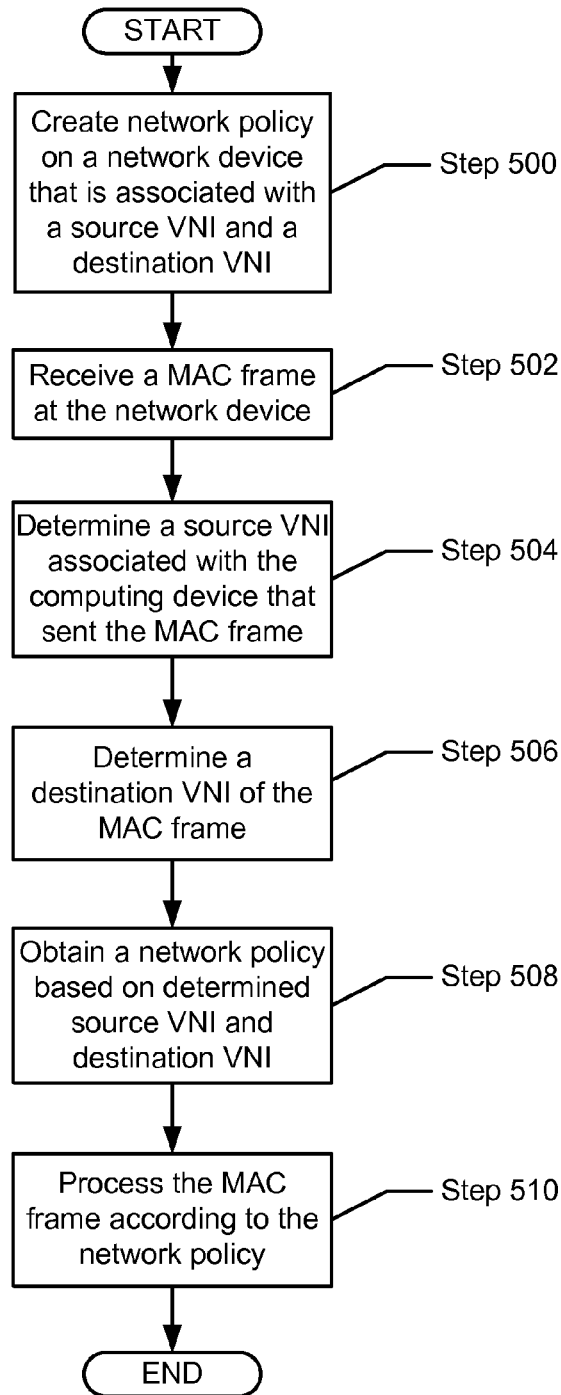 START
Create network policy
on a network device
that is associated with
a source VNI and a
destination VNI
Step 500
Receive a MAC frame
at the network device
Step 502
Determine a source VNI
associated with the
computing device that
sent the MAC frame
Step 504
Determine a
destination VNI of the
MAC frame
Step 506
Obtain a network policy
based on determined
source VNI and
destination VNI
Step 508
Process the MAC
frame according to the
network policy
Step 510
END